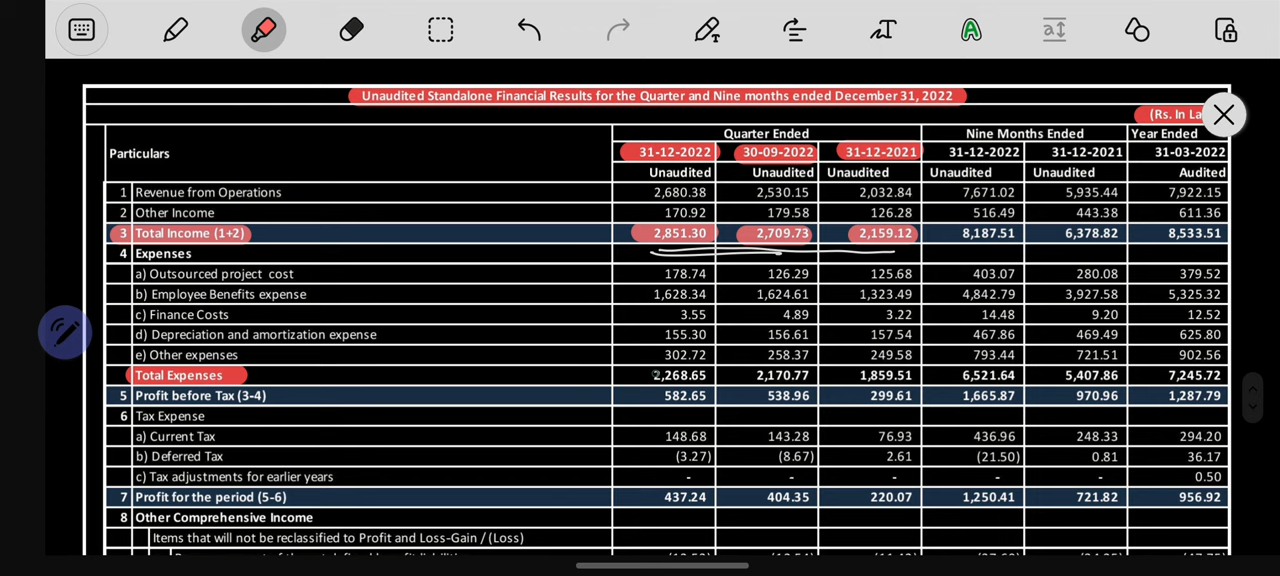 Unaudited Standalone Financial Results for the Quarter and Nine months ended December 31, 2022
(Rs. In La
Particulars Quarter Ended Nine Months Ended Year Ended
31-12-2022 30-09-2022 31-12-2021 31-12-2022 31-12-2021 31-03-2022
Unaudited Unaudited Unaudited Unaudited Unaudited Audited
1 Revenue from Operations 2,680.38 2,530.15 2,032.84 7,671.02 5,935.44 7,922.15
2 Other Income 170.92 179.58 126.28 516.49 443.38 611.36
3 Total Income (1+2) 2,851.30 2,709.73 2,159.12 8,187.51 6,378.82 8,533.51
4 Expenses
a) Outsourced project cost 178.74 126.29 125.68 403.07 280.08 379.52
b) Employee Benefits expense 1,628.34 1,624.61 1,323.49 4,842.79 3,927.58 5,325.32
c) Finance Costs 3.55 4.89 3.22 14.48 9.20 12.52
d) Depreciation and amortization expense 155.30 156.61 157.54 467.86 469.49 625.80
e) Other expenses 302.72 258.37 249.58 793.44 721.51 902.56
Total Expenses 2,268.65 2,170.77 1,859.51 6,521.64 5,407.86 7,245.72
5 Profit before Tax (3-4) 582.65 538.96 299.61 1,665.87 970.96 1,287.79
6 Tax Expense
a) Current Tax 148.68 143.28 76.93 436.96 248.33 294.20
b) Deferred Tax (3.27) (8.67) 2.61 (21.50) 0.81 36.17
c) Tax adjustments for earlier years - - - - - 0.50
7 Profit for the period (5-6) 437.24 404.35 220.07 1,250.41 721.82 956.92
8 Other Comprehensive Income
Items that will not be reclassified to Profit and Loss-Gain / (Loss)